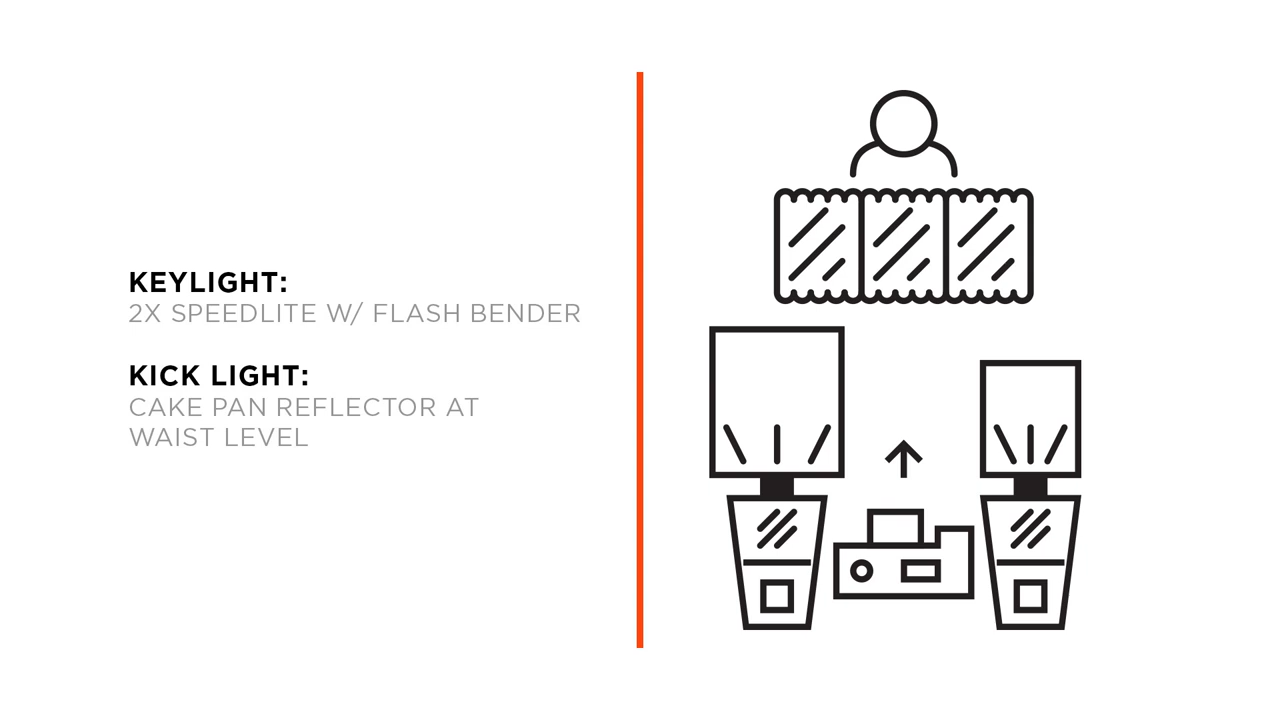 KEYLIGHT:
2X SPEEDLITE W/ FLASH BENDER
KICK LIGHT:
CAKE PAN REFLECTOR AT
WAIST LEVEL